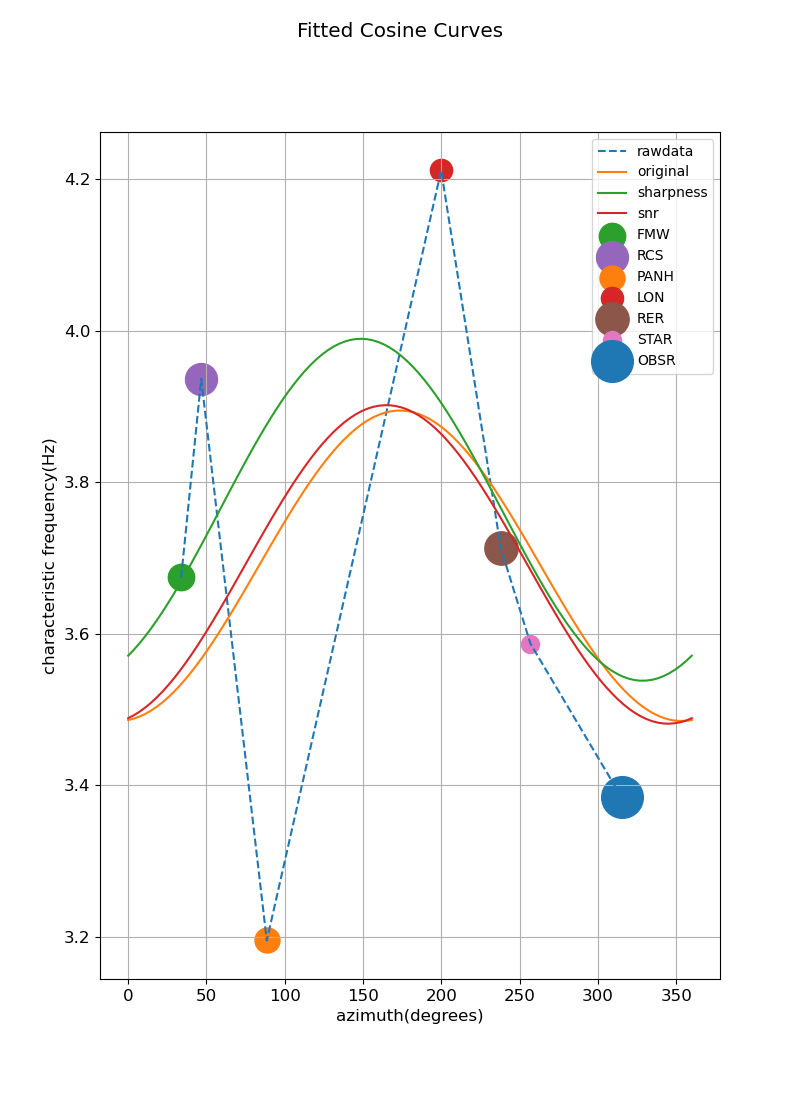 Fitted Cosine Curves
rawdata
original
sharpness
snr
FMW
RCS
PANH
LON
RER
STAR
OBSR
characteristic frequency(Hz)
4.2
4.0
3.8
3.6
3.4
3.2
0 50 100 150 200 250 300 350
azimuth(degrees)